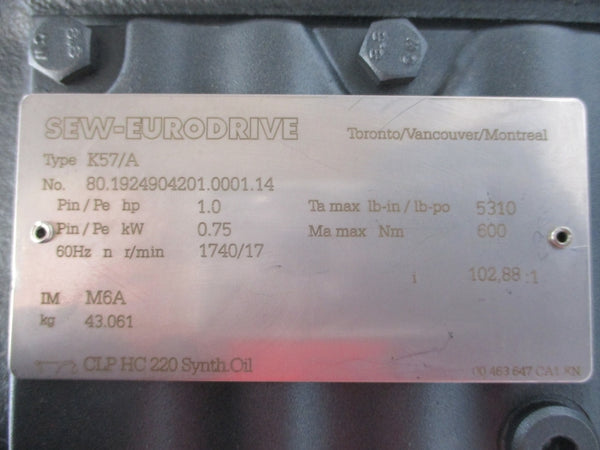 SEW-EURODRIVE Toronto/Vancouver/Montreal
Type K57/A
No. 80.1924904201.0001.14
Pin/Pe hp 1.0 Ta max lb-in / lb-po 5310
Pin/Pe kW 0.75 Ma max Nm 600
60Hz n r/min 1740/17
i 102,88 :1
IM M6A
kg 43.061
CLP HC 220 Synth.Oil 00 463 647 CA1 KN